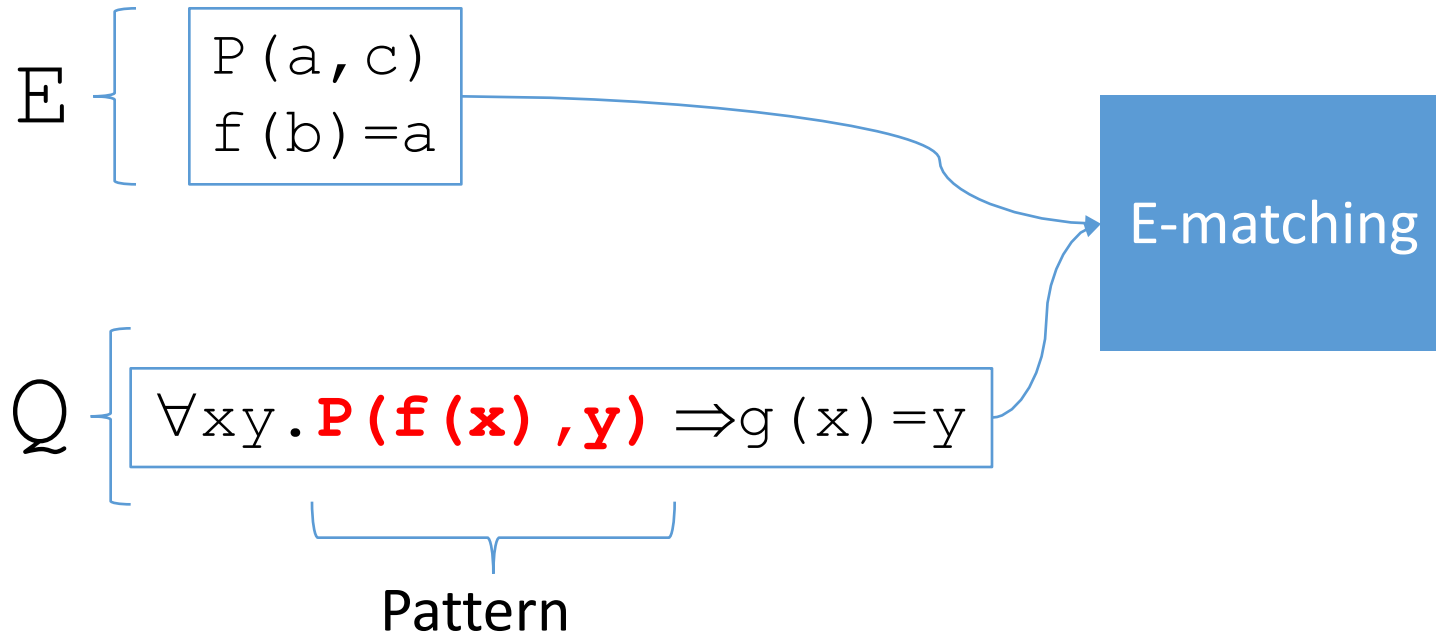 E
P(a,c)
f(b)=a
E-matching
Q
∀xy.P(f(x),y)⇒g(x)=y
Pattern